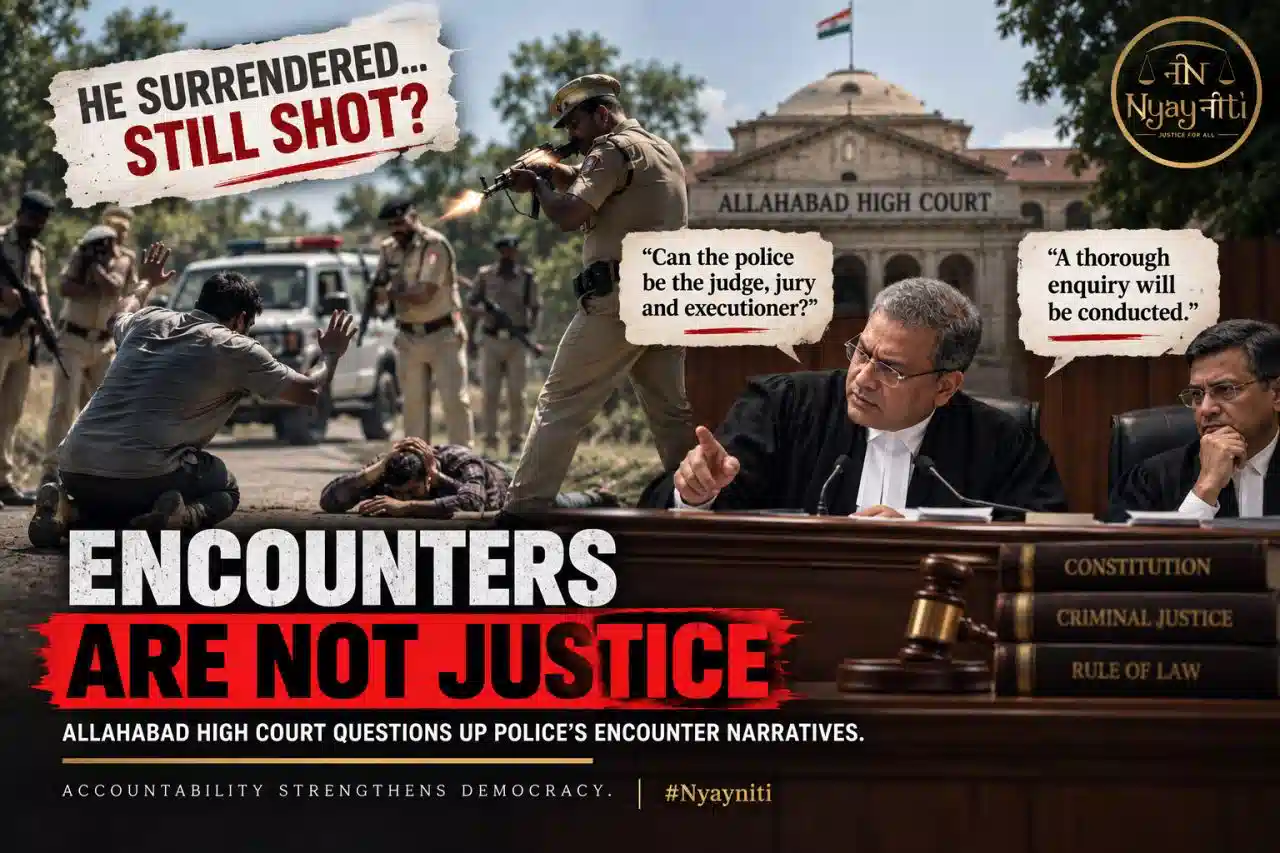 HE SURRENDERED...
STILL SHOT?
नीN
Nyayनीti
JUSTICE FOR ALL
ALLAHABAD HIGH COURT
“Can the police
be the judge, jury
and executioner?”
“A thorough
enquiry will
be conducted.”
ENCOUNTERS
ARE NOT JUSTICE
ALLAHABAD HIGH COURT QUESTIONS UP POLICE’S ENCOUNTER NARRATIVES.
ACCOUNTABILITY STRENGTHENS DEMOCRACY. | #Nyayniti
CONSTITUTION
CRIMINAL JUSTICE
RULE OF LAW